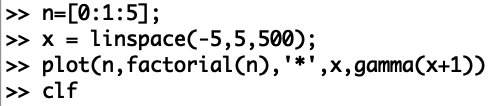 >> n=[0:1:5];
>> x = linspace(-5,5,500);
>> plot(n,factorial(n),'*',x,gamma(x+1))
>> clf